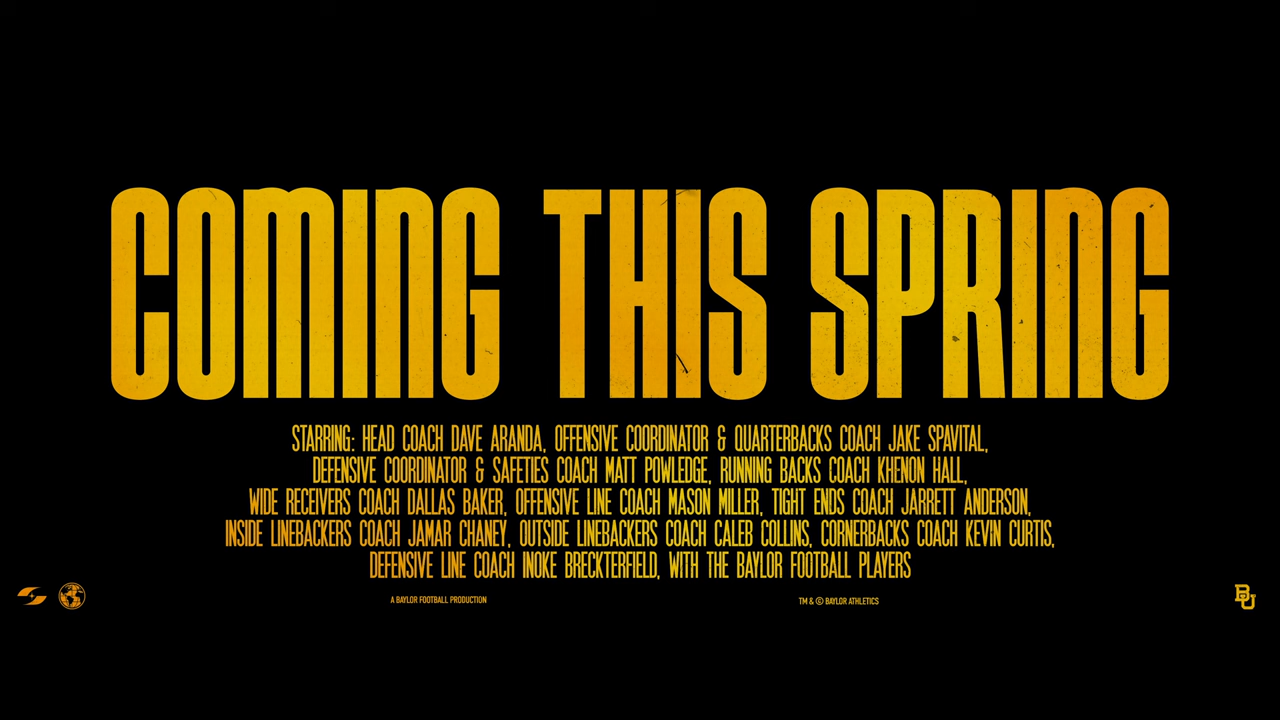 COMING THIS SPRING
STARRING: HEAD COACH DAVE ARANDA, OFFENSIVE COORDINATOR & QUARTERBACKS COACH JAKE SPAVITAL,
DEFENSIVE COORDINATOR & SAFETIES COACH MATT POWLEDGE, RUNNING BACKS COACH KHENON HALL,
WIDE RECEIVERS COACH DALLAS BAKER, OFFENSIVE LINE COACH MASON MILLER, TIGHT ENDS COACH JARRETT ANDERSON,
INSIDE LINEBACKERS COACH JAMAR CHANEY, OUTSIDE LINEBACKERS COACH CALEB COLLINS, CORNERBACKS COACH KEVIN CURTIS,
DEFENSIVE LINE COACH INOKE BRECKTERFIELD, WITH THE BAYLOR FOOTBALL PLAYERS
A BAYLOR FOOTBALL PRODUCTION
TM & © BAYLOR ATHLETICS
BU